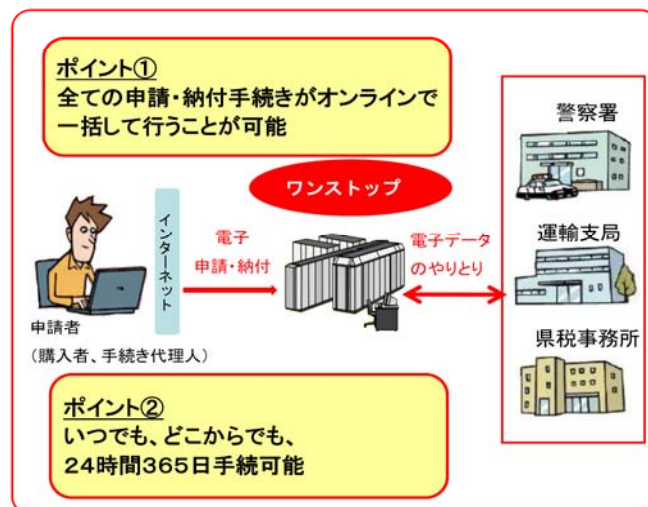 ポイント①
全ての申請・納付手続きがオンラインで
一括して行うことが可能
ワンストップ
インターネット
電子
申請・納付
電子データ
のやりとり
警察署
運輸支局
県税事務所
申請者
(購入者、手続き代理人)
ポイント②
いつでも、どこからでも、
24時間365日手続可能